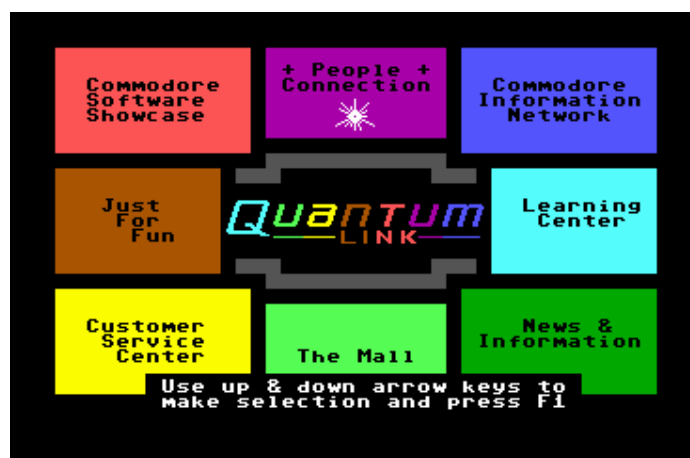 Commodore
Software
Showcase
+ People +
Connection
Commodore
Information
Network
Just
For
Fun
Quantum
LINK
Learning
Center
Customer
Service
Center
The Mall
News &
Information
Use up & down arrow keys to
make selection and press F1